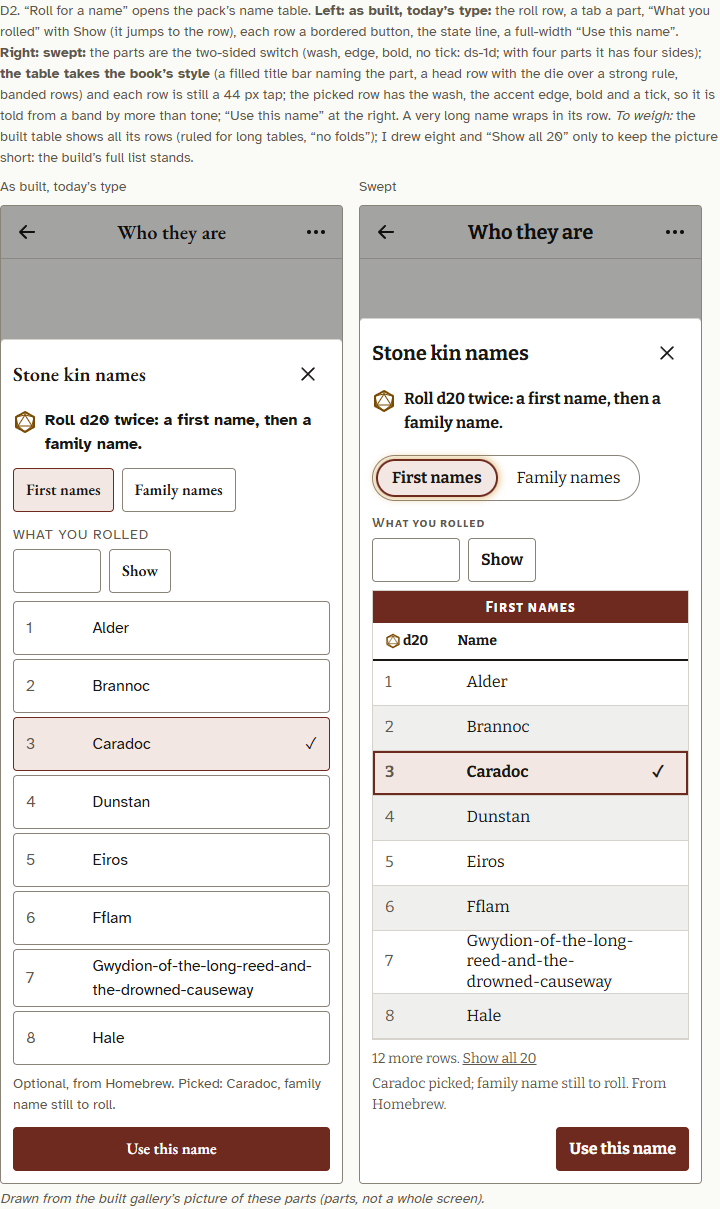 D2. “Roll for a name” opens the pack’s name table. Left: as built, today’s type: the roll row, a tab a part, “What you
rolled” with Show (it jumps to the row), each row a bordered button, the state line, a full-width “Use this name”.
Right: swept: the parts are the two-sided switch (wash, edge, bold, no tick: ds-1d; with four parts it has four sides);
the table takes the book’s style (a filled title bar naming the part, a head row with the die over a strong rule,
banded rows) and each row is still a 44 px tap; the picked row has the wash, the accent edge, bold and a tick, so it is
told from a band by more than tone; “Use this name” at the right. A very long name wraps in its row. To weigh: the
built table shows all its rows (ruled for long tables, “no folds”); I drew eight and “Show all 20” only to keep the picture
short: the build’s full list stands.
As built, today’s type
Who they are
Stone kin names
Roll d20 twice: a first name, then a
family name.
First names
Family names
WHAT YOU ROLLED
Show
1 Alder
2 Brannoc
3 Caradoc ✓
4 Dunstan
5 Eiros
6 Fflam
7 Gwydion-of-the-long-reed-and-
the-drowned-causeway
8 Hale
Optional, from Homebrew. Picked: Caradoc, family
name still to roll.
Use this name
Swept
Who they are
Stone kin names
Roll d20 twice: a first name, then a
family name.
First names
Family names
What you rolled
Show
First names
d20 Name
1 Alder
2 Brannoc
3 Caradoc ✓
4 Dunstan
5 Eiros
6 Fflam
7 Gwydion-of-the-long-
reed-and-the-
drowned-causeway
8 Hale
12 more rows. Show all 20
Caradoc picked; family name still to roll. From
Homebrew.
Use this name
Drawn from the built gallery’s picture of these parts (parts, not a whole screen).